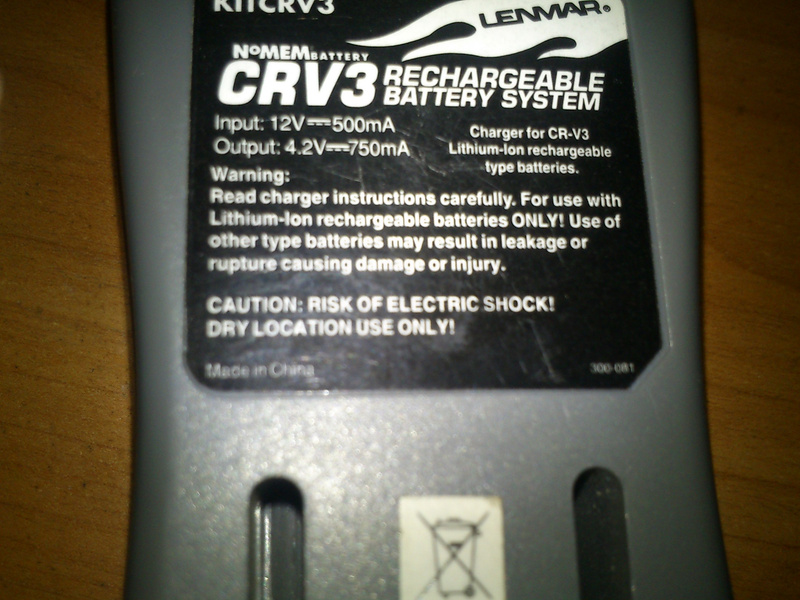 KITCRV3
LENMAR®
NoMEM BATTERY
CRV3 RECHARGEABLE
BATTERY SYSTEM
Input: 12V⎓500mA
Output: 4.2V⎓750mA
Charger for CR-V3
Lithium-Ion rechargeable
type batteries.
Warning:
Read charger instructions carefully. For use with
Lithium-Ion rechargeable batteries ONLY! Use of
other type batteries may result in leakage or
rupture causing damage or injury.
CAUTION: RISK OF ELECTRIC SHOCK!
DRY LOCATION USE ONLY!
Made in China
300-081